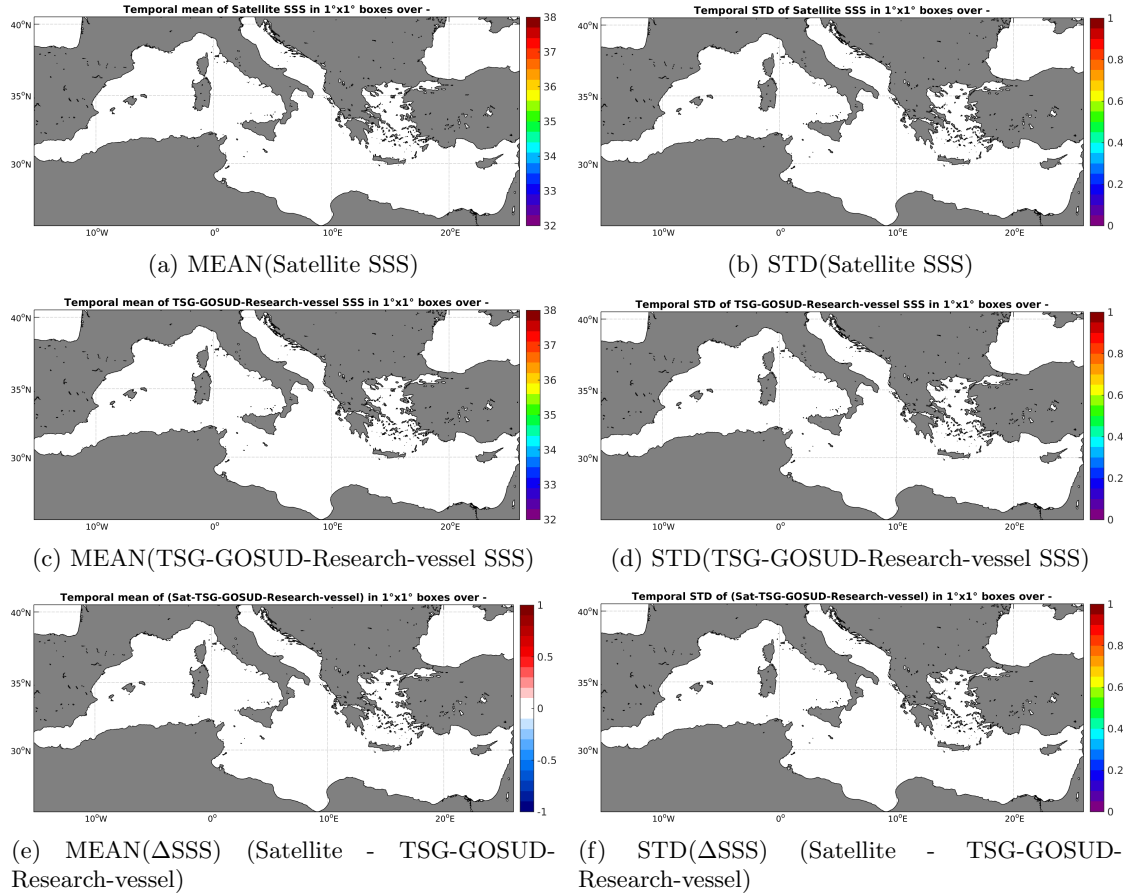 Temporal mean of Satellite SSS in 1°x1° boxes over -
40°N
35°N
30°N
10°W
0°
10°E
20°E
38
37
36
35
34
33
32
(a) MEAN(Satellite SSS)
Temporal STD of Satellite SSS in 1°x1° boxes over -
40°N
35°N
30°N
10°W
0°
10°E
20°E
1
0.8
0.6
0.4
0.2
0
(b) STD(Satellite SSS)
Temporal mean of TSG-GOSUD-Research-vessel SSS in 1°x1° boxes over -
40°N
35°N
30°N
10°W
0°
10°E
20°E
38
37
36
35
34
33
32
(c) MEAN(TSG-GOSUD-Research-vessel SSS)
Temporal STD of TSG-GOSUD-Research-vessel SSS in 1°x1° boxes over -
40°N
35°N
30°N
10°W
0°
10°E
20°E
1
0.8
0.6
0.4
0.2
0
(d) STD(TSG-GOSUD-Research-vessel SSS)
Temporal mean of (Sat-TSG-GOSUD-Research-vessel) in 1°x1° boxes over -
40°N
35°N
30°N
10°W
0°
10°E
20°E
1
0.5
0
-0.5
-1
(e) MEAN(ΔSSS) (Satellite - TSG-GOSUD-
Research-vessel)
Temporal STD of (Sat-TSG-GOSUD-Research-vessel) in 1°x1° boxes over -
40°N
35°N
30°N
10°W
0°
10°E
20°E
1
0.8
0.6
0.4
0.2
0
(f) STD(ΔSSS) (Satellite - TSG-GOSUD-
Research-vessel)